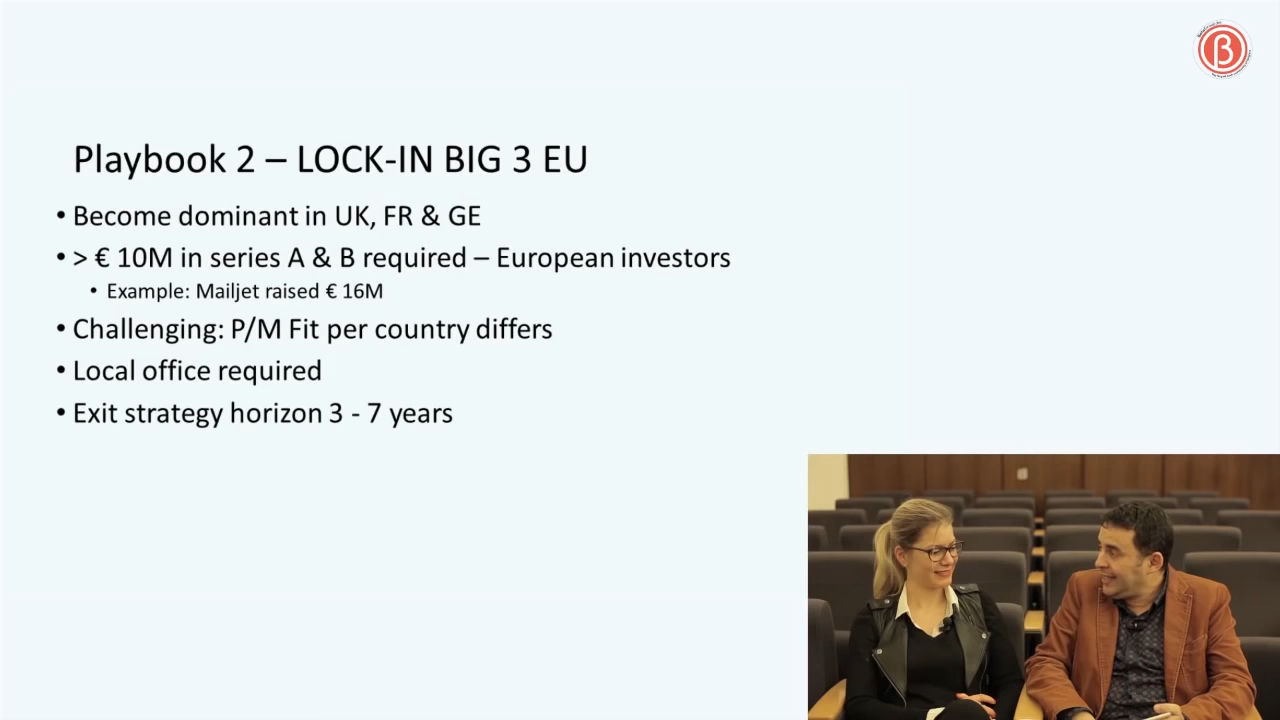 β
Playbook 2 – LOCK-IN BIG 3 EU
• Become dominant in UK, FR & GE
• > € 10M in series A & B required – European investors
• Example: Mailjet raised € 16M
• Challenging: P/M Fit per country differs
• Local office required
• Exit strategy horizon 3 - 7 years